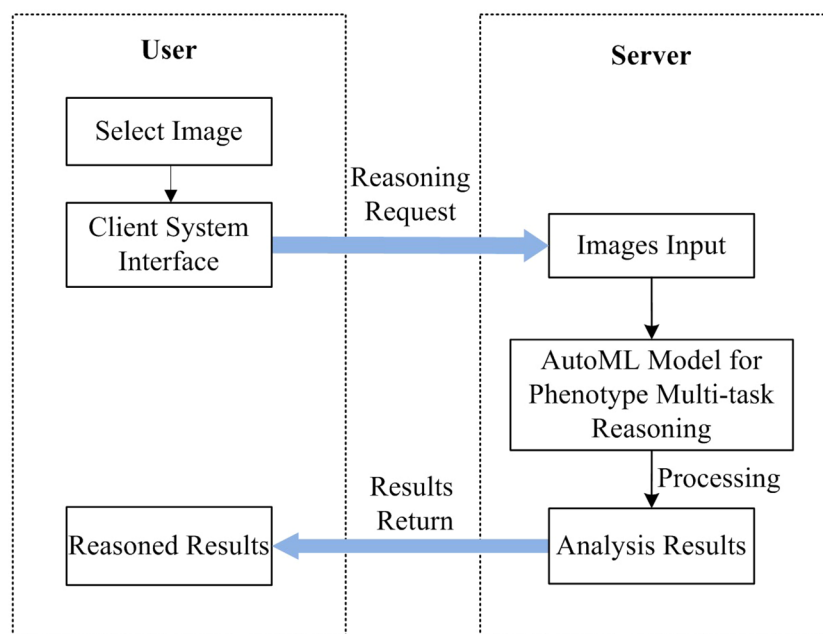 User
Select Image
Client System
Interface
Reasoning
Request
Server
Images Input
AutoML Model for
Phenotype Multi-task
Reasoning
Processing
Results
Return
Reasoned Results
Analysis Results